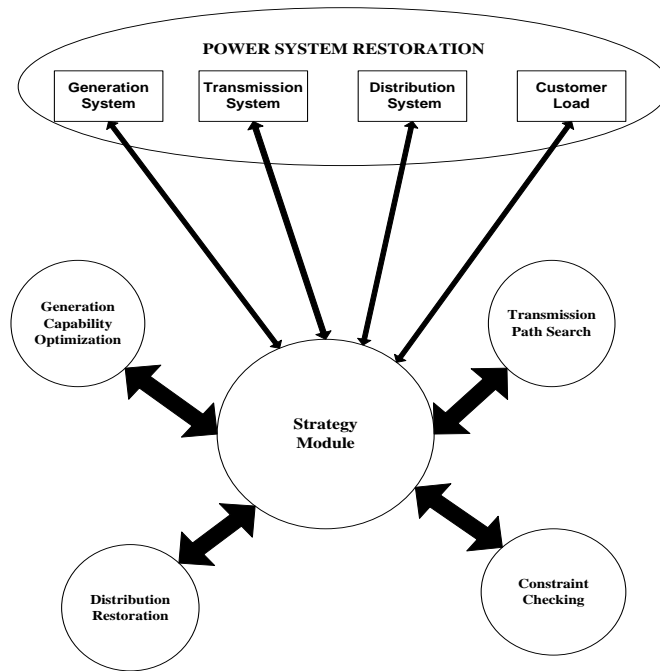 POWER SYSTEM RESTORATION
Generation
System
Transmission
System
Distribution
System
Customer
Load
Generation
Capability
Optimization
Transmission
Path Search
Strategy
Module
Distribution
Restoration
Constraint
Checking